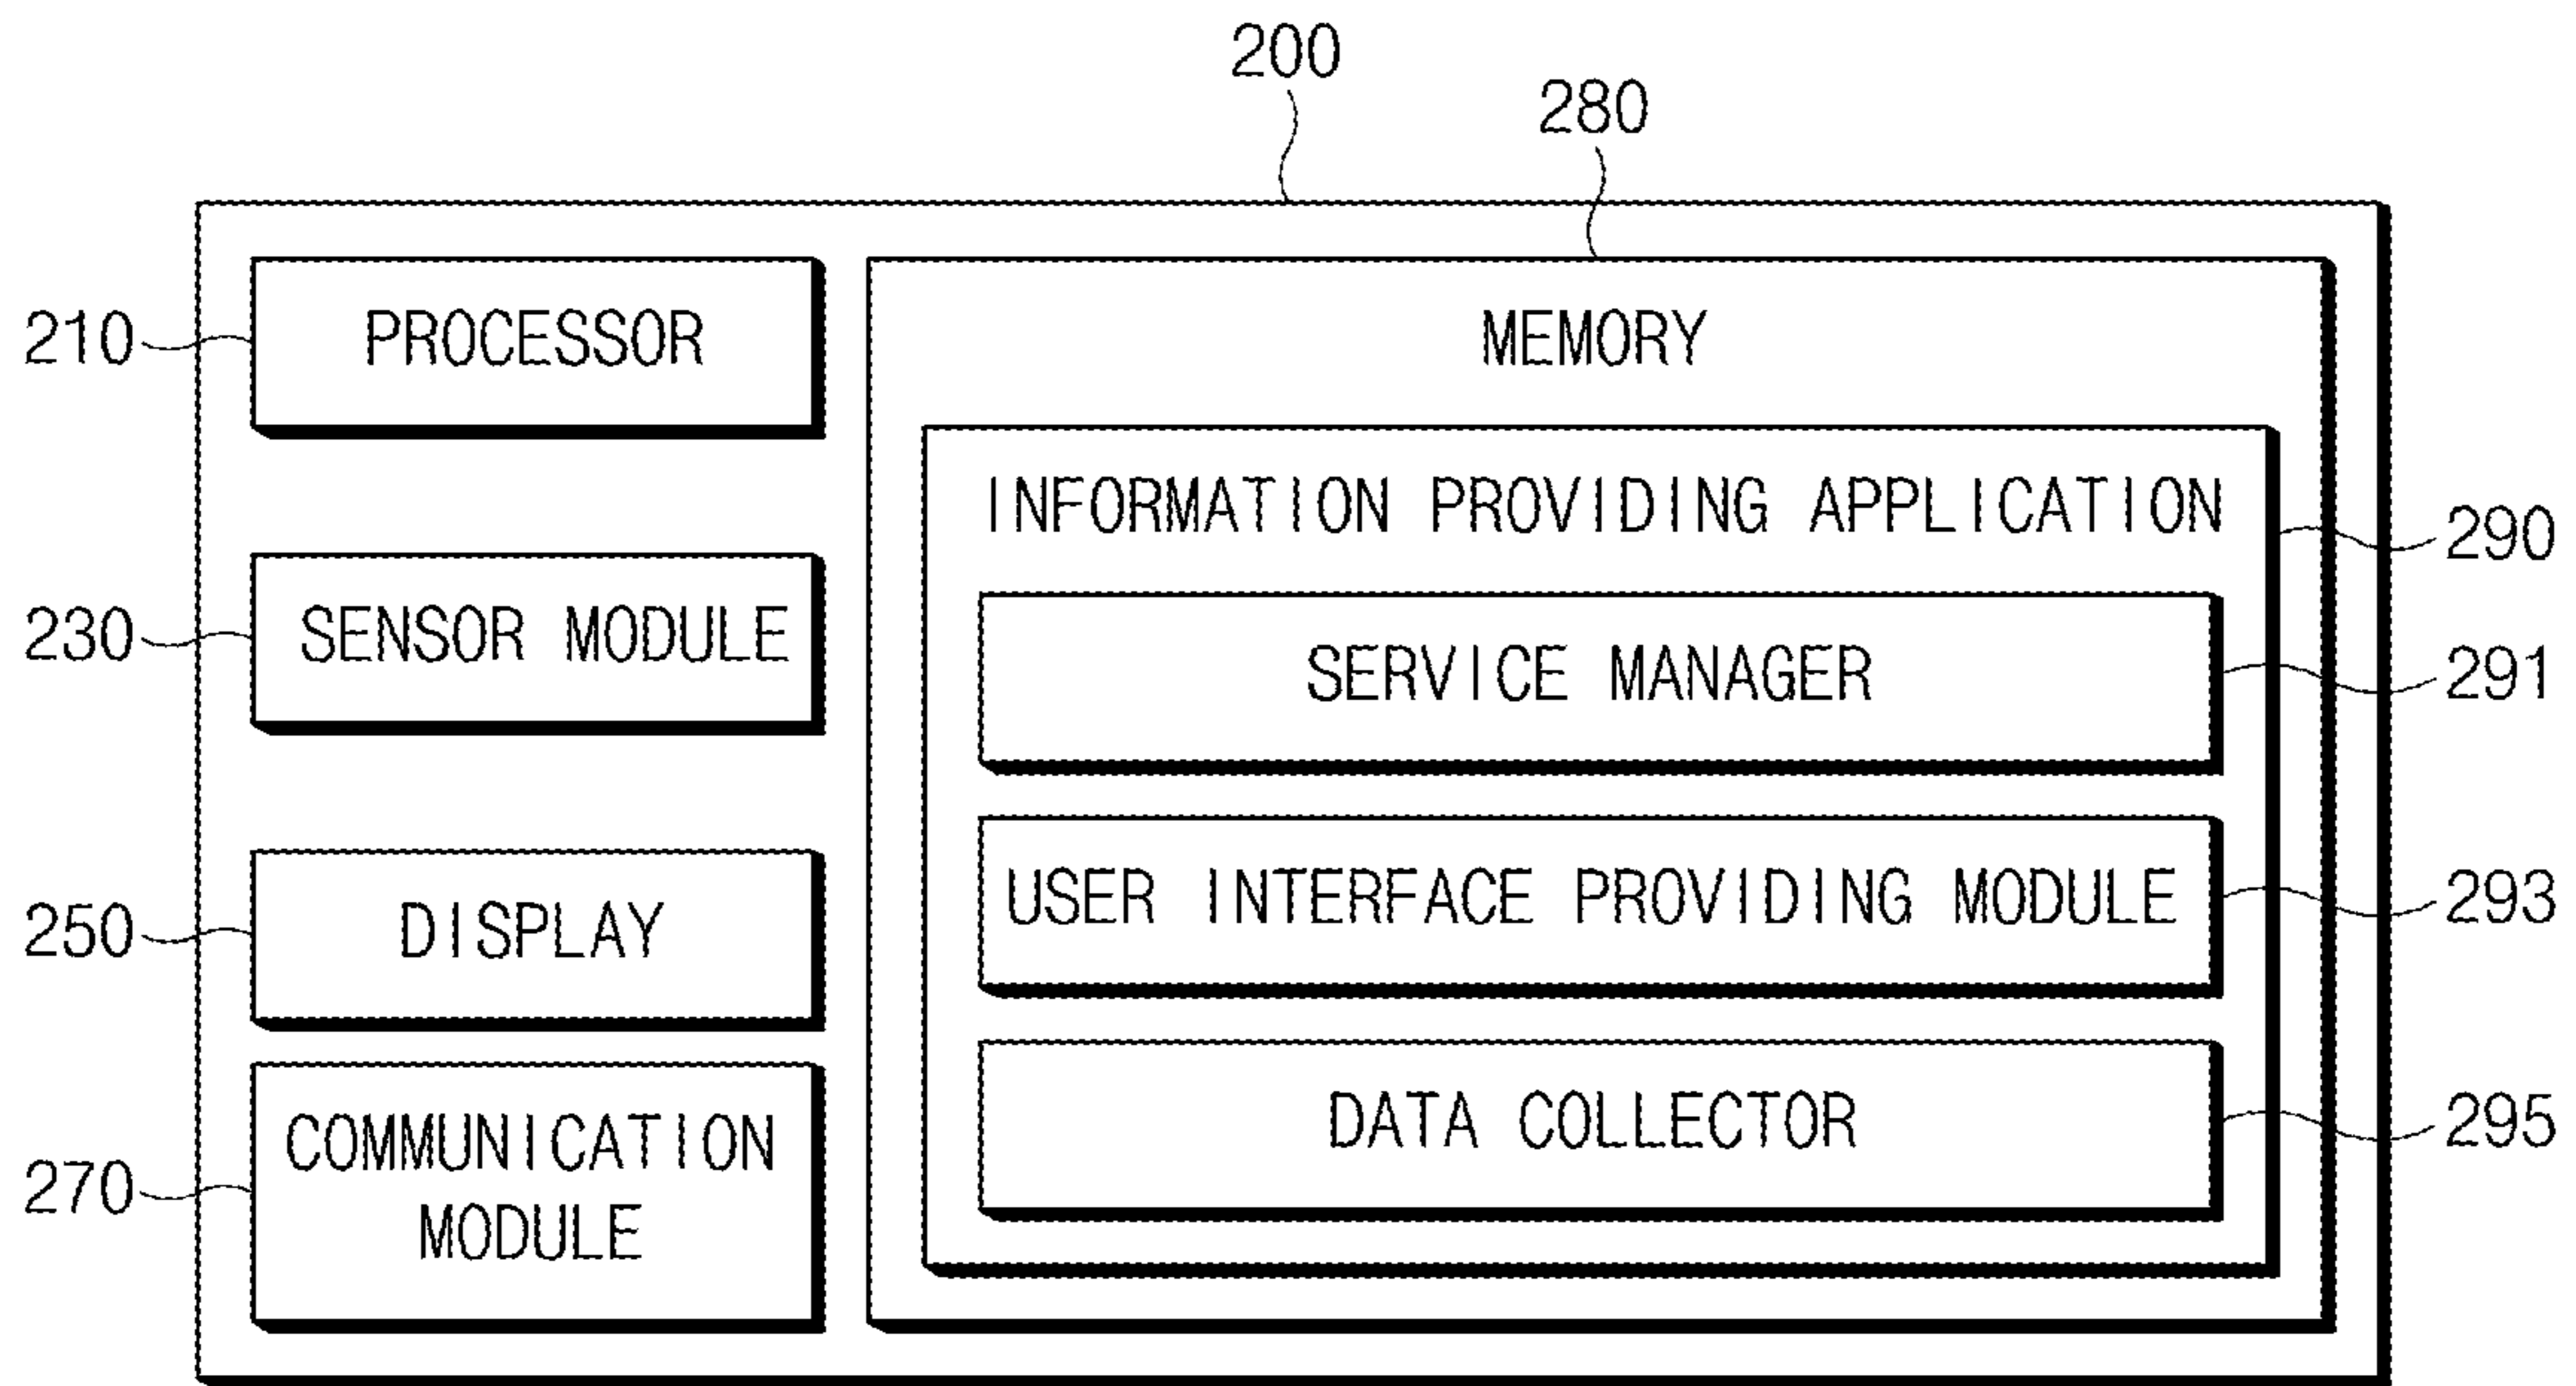 200
280
210
PROCESSOR
MEMORY
INFORMATION PROVIDING APPLICATION
290
230
SENSOR MODULE
SERVICE MANAGER
291
250
DISPLAY
USER INTERFACE PROVIDING MODULE
293
270
COMMUNICATION
MODULE
DATA COLLECTOR
295